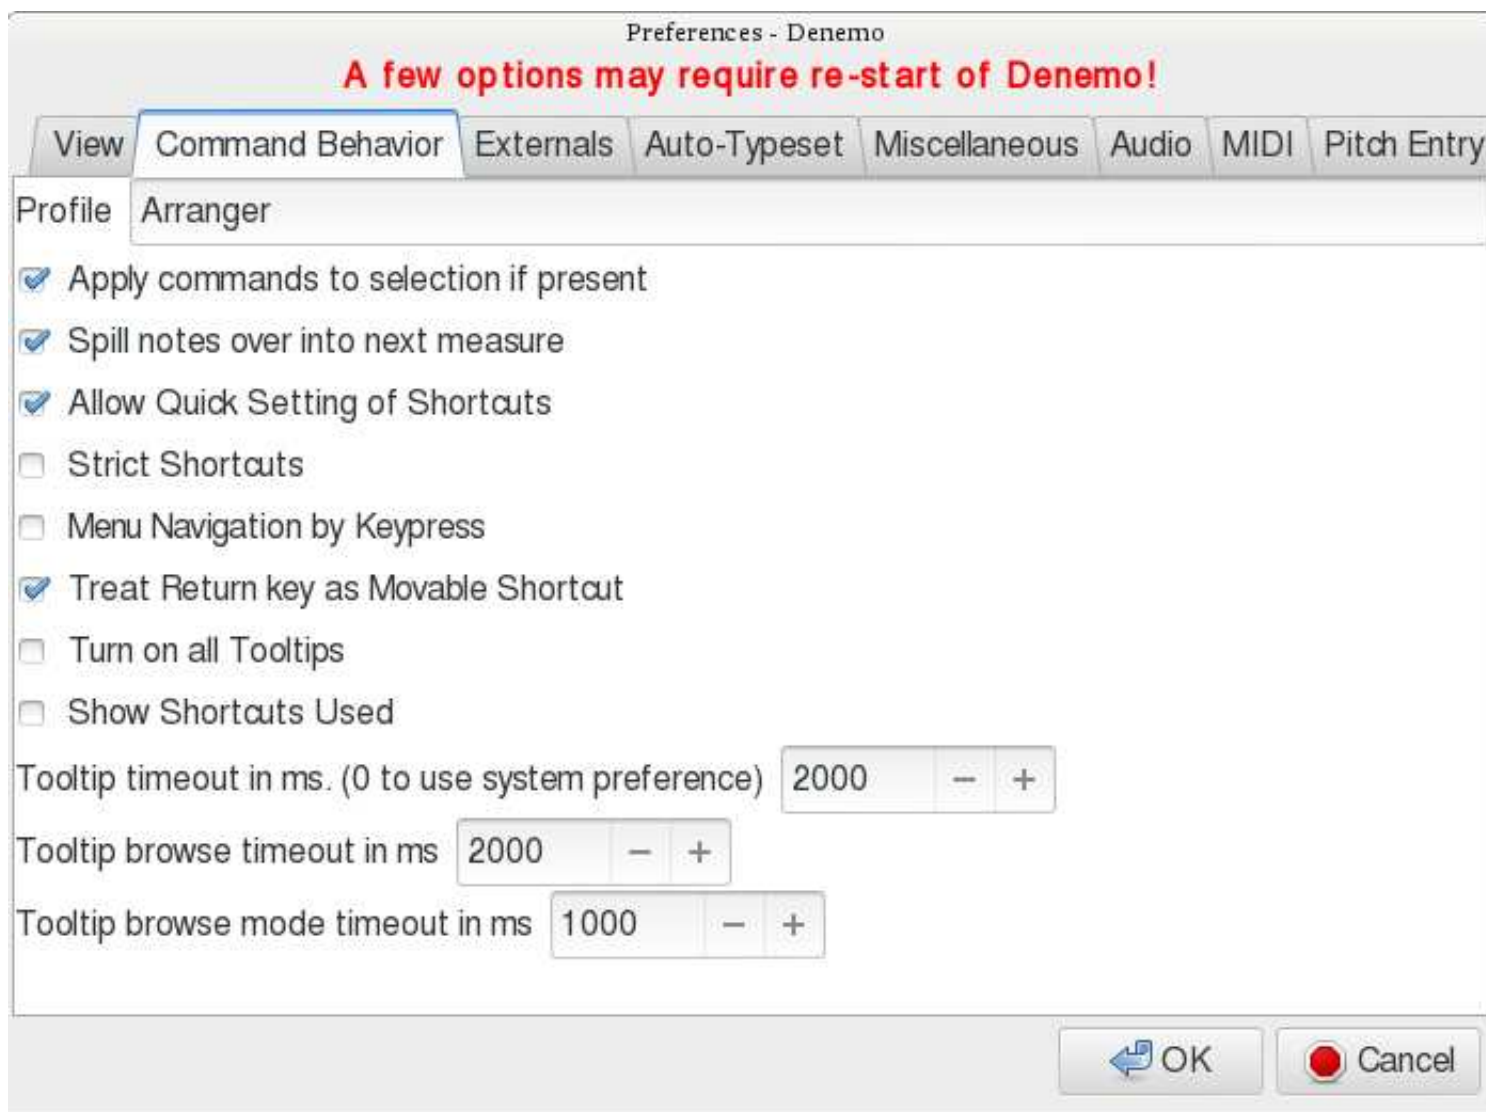 Preferences - Denemo
A few options may require re-start of Denemo!
View Command Behavior Externals Auto-Typeset Miscellaneous Audio MIDI Pitch Entry
Profile Arranger
Apply commands to selection if present
Spill notes over into next measure
Allow Quick Setting of Shortcuts
Strict Shortcuts
Menu Navigation by Keypress
Treat Return key as Movable Shortcut
Turn on all Tooltips
Show Shortcuts Used
Tooltip timeout in ms. (0 to use system preference) 2000 − +
Tooltip browse timeout in ms 2000 − +
Tooltip browse mode timeout in ms 1000 − +
OK Cancel